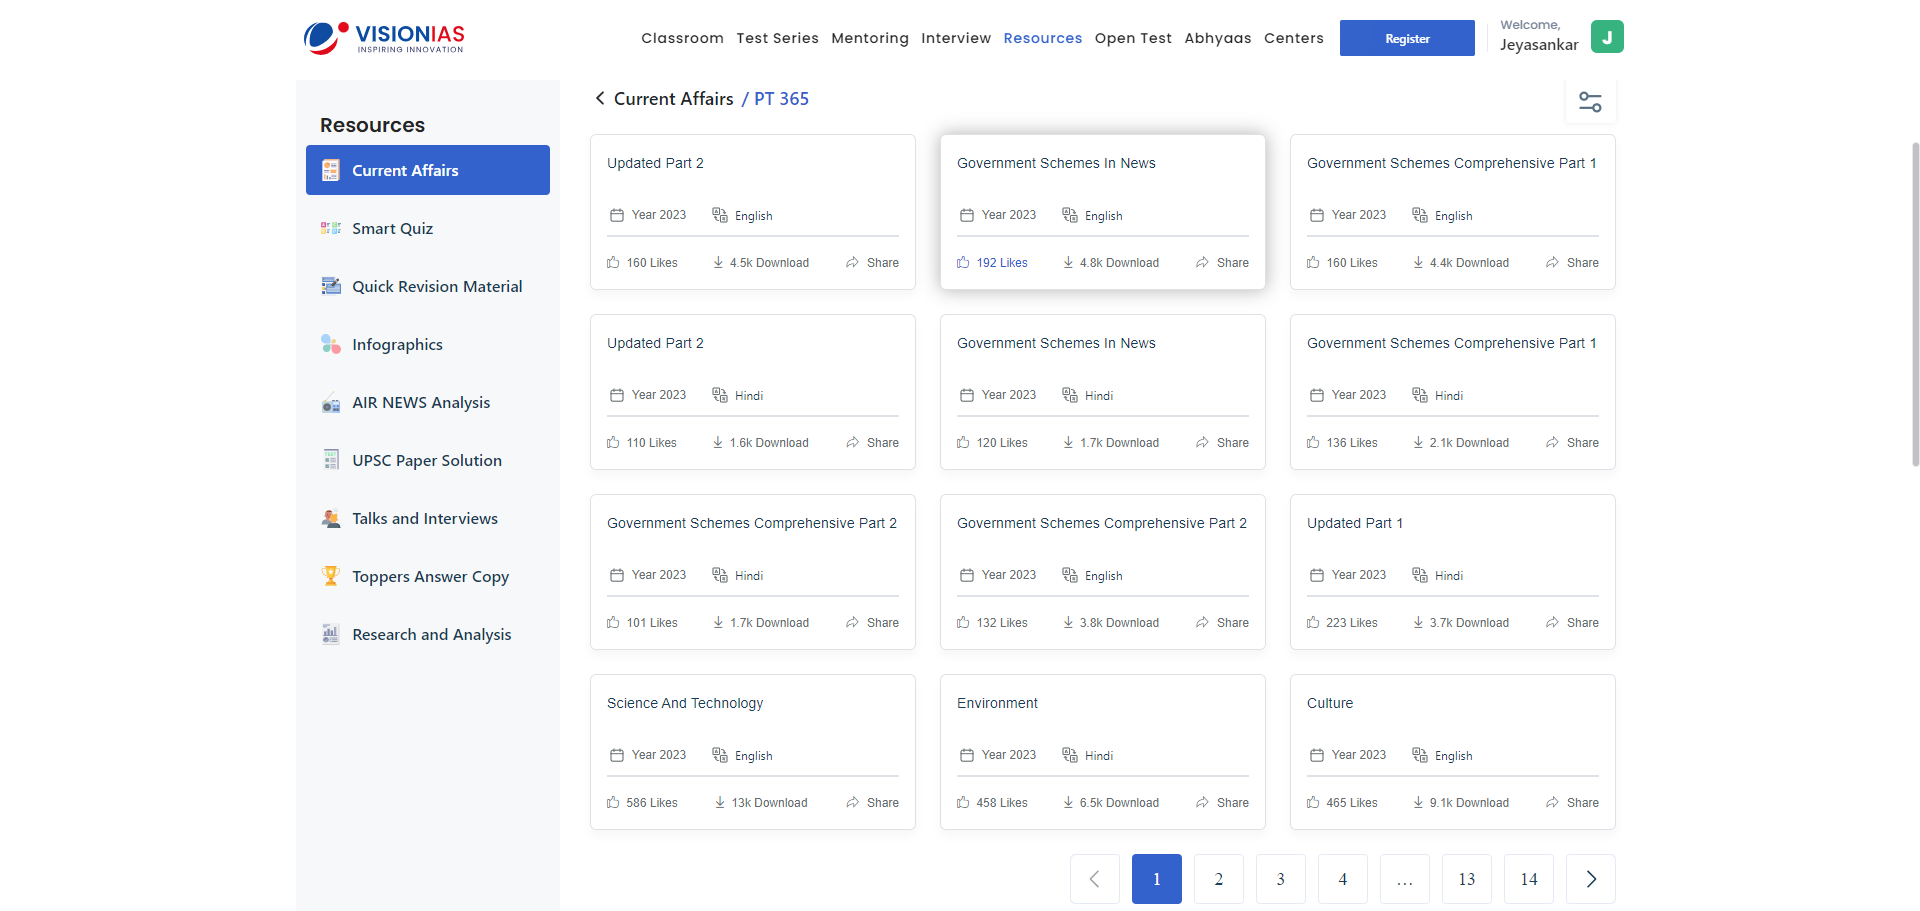 VISIONIAS
INSPIRING INNOVATION
Classroom Test Series Mentoring Interview Resources Open Test Abhyaas Centers Register
Welcome,
Jeyasankar
J
Resources
Current Affairs
Smart Quiz
Quick Revision Material
Infographics
AIR NEWS Analysis
UPSC Paper Solution
Talks and Interviews
Toppers Answer Copy
Research and Analysis
Current Affairs / PT 365
Updated Part 2
Year 2023 English
160 Likes 4.5k Download Share
Government Schemes In News
Year 2023 English
192 Likes 4.8k Download Share
Government Schemes Comprehensive Part 1
Year 2023 English
160 Likes 4.4k Download Share
Updated Part 2
Year 2023 Hindi
110 Likes 1.6k Download Share
Government Schemes In News
Year 2023 Hindi
120 Likes 1.7k Download Share
Government Schemes Comprehensive Part 1
Year 2023 Hindi
136 Likes 2.1k Download Share
Government Schemes Comprehensive Part 2
Year 2023 Hindi
101 Likes 1.7k Download Share
Government Schemes Comprehensive Part 2
Year 2023 English
132 Likes 3.8k Download Share
Updated Part 1
Year 2023 Hindi
223 Likes 3.7k Download Share
Science And Technology
Year 2023 English
586 Likes 13k Download Share
Environment
Year 2023 Hindi
458 Likes 6.5k Download Share
Culture
Year 2023 English
465 Likes 9.1k Download Share
1 2 3 4 ... 13 14